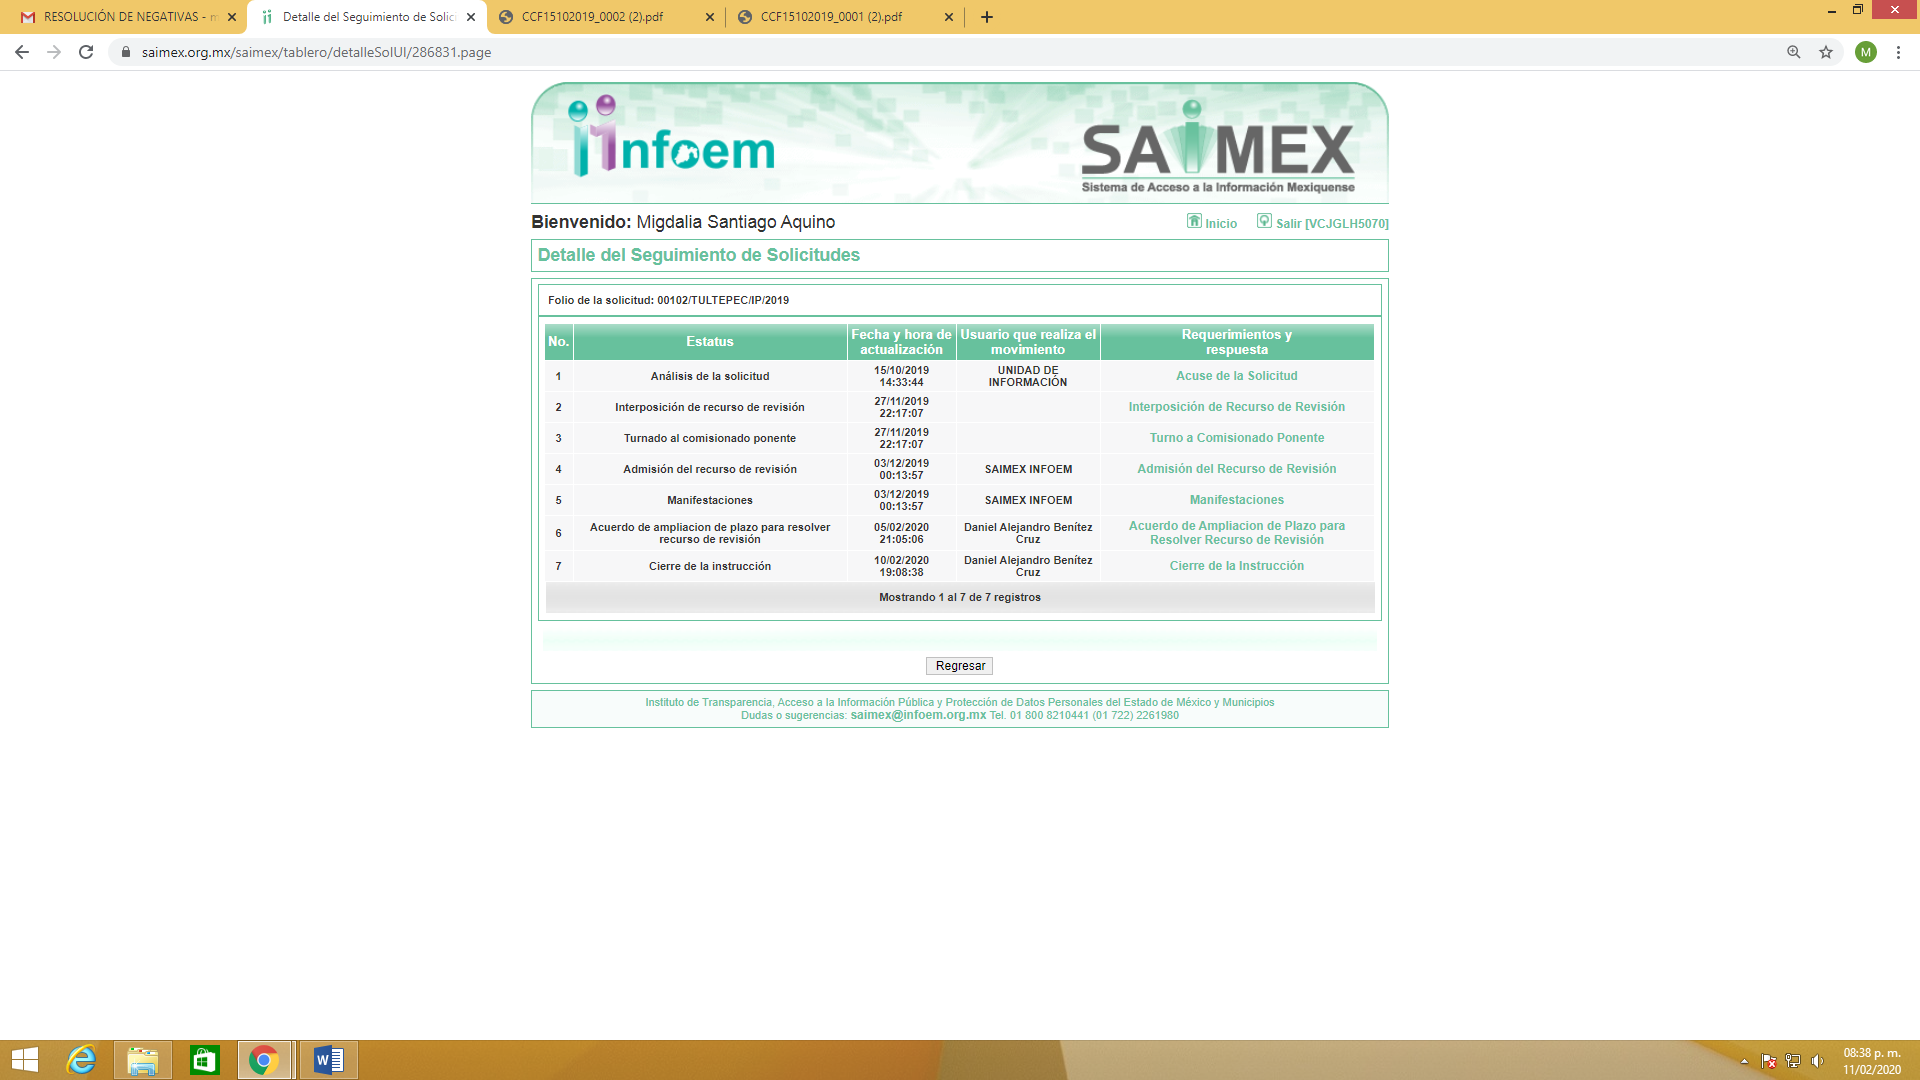 RESOLUCIÓN DE NEGATIVAS - m
Detalle del Seguimiento de Solic
CCF15102019_0002 (2).pdf
CCF15102019_0001 (2).pdf
saimex.org.mx/saimex/tablero/detalleSolUI/286831.page
M
infoem
SAIMEX
Sistema de Acceso a la Información Mexiquense
Bienvenido: Migdalia Santiago Aquino
Inicio
Salir [VCJGLH5070]
Detalle del Seguimiento de Solicitudes
Folio de la solicitud: 00102/TULTEPEC/IP/2019
No. Estatus Fecha y hora de actualización Usuario que realiza el movimiento Requerimientos y respuesta
1 Análisis de la solicitud 15/10/2019 14:33:44 UNIDAD DE INFORMACIÓN Acuse de la Solicitud
2 Interposición de recurso de revisión 27/11/2019 22:17:07 Interposición de Recurso de Revisión
3 Turnado al comisionado ponente 27/11/2019 22:17:07 Turno a Comisionado Ponente
4 Admisión del recurso de revisión 03/12/2019 00:13:57 SAIMEX INFOEM Admisión del Recurso de Revisión
5 Manifestaciones 03/12/2019 00:13:57 SAIMEX INFOEM Manifestaciones
6 Acuerdo de ampliacion de plazo para resolver recurso de revisión 05/02/2020 21:05:06 Daniel Alejandro Benítez Cruz Acuerdo de Ampliacion de Plazo para Resolver Recurso de Revisión
7 Cierre de la instrucción 10/02/2020 19:08:38 Daniel Alejandro Benítez Cruz Cierre de la Instrucción
Mostrando 1 al 7 de 7 registros
Regresar
Instituto de Transparencia, Acceso a la Información Pública y Protección de Datos Personales del Estado de México y Municipios
Dudas o sugerencias: saimex@infoem.org.mx Tel. 01 800 8210441 (01 722) 2261980
08:38 p. m.
11/02/2020